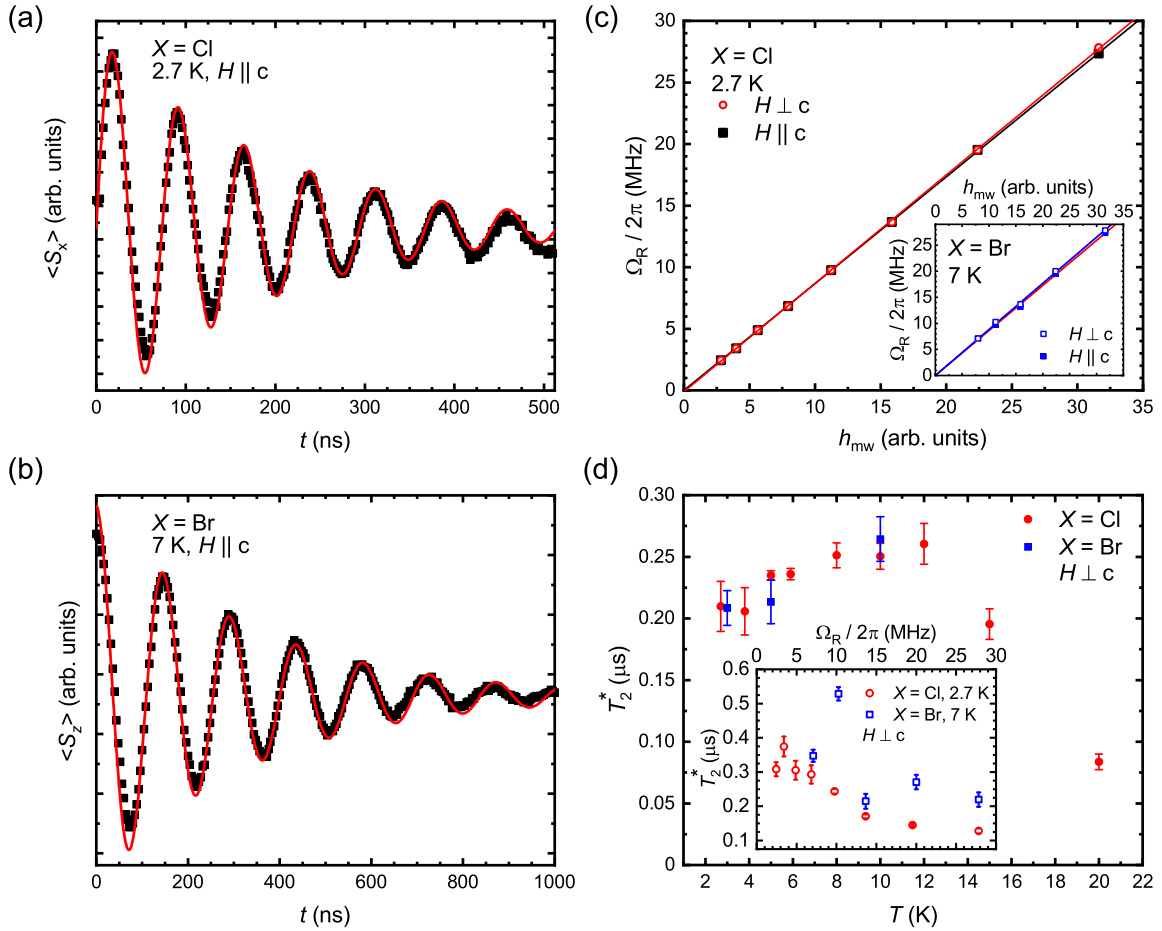 (a)
X = Cl
2.7 K, H || c
<Sx> (arb. units)
0 100 200 300 400 500
t (ns)
(b)
X = Br
7 K, H || c
<Sz> (arb. units)
0 200 400 600 800 1000
t (ns)
(c)
30
25
20
15
10
5
0
ΩR / 2π (MHz)
X = Cl
2.7 K
H ⊥ c
H || c
0 5 10 15 20 25 30 35
hmw (arb. units)
hmw (arb. units)
0 5 10 15 20 25 30 35
25
20
15
10
5
0
ΩR / 2π (MHz)
X = Br
7 K
H ⊥ c
H || c
(d)
0.30
0.25
0.20
0.15
0.10
0.05
0
T2* (μs)
X = Cl
X = Br
H ⊥ c
2 4 6 8 10 12 14 16 18 20 22
T (K)
ΩR / 2π (MHz)
0 5 10 15 20 25 30
0.6
0.5
0.4
0.3
0.2
0.1
T2* (μs)
X = Cl, 2.7 K
X = Br, 7 K
H ⊥ c